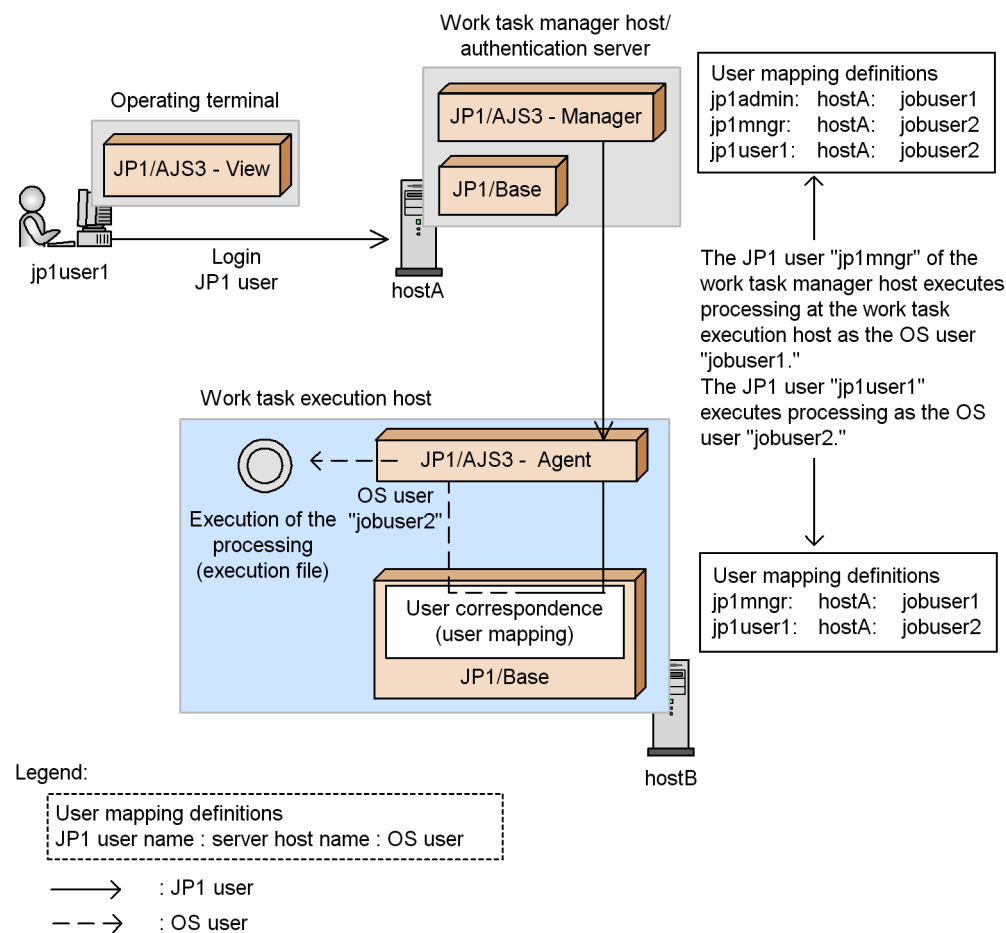 Work task manager host/
authentication server
Operating terminal
JP1/AJS3 - View
JP1/AJS3 - Manager
JP1/Base
User mapping definitions
jp1admin: hostA: jobuser1
jp1mngr: hostA: jobuser2
jp1user1: hostA: jobuser2
jp1user1
Login
JP1 user
hostA
The JP1 user "jp1mngr" of the
work task manager host executes
processing at the work task
execution host as the OS user
"jobuser1."
The JP1 user "jp1user1"
executes processing as the OS
user "jobuser2."
Work task execution host
JP1/AJS3 - Agent
OS user
"jobuser2"
Execution of the
processing
(execution file)
User correspondence
(user mapping)
JP1/Base
User mapping definitions
jp1mngr: hostA: jobuser1
jp1user1: hostA: jobuser2
hostB
Legend:
User mapping definitions
JP1 user name : server host name : OS user
: JP1 user
: OS user